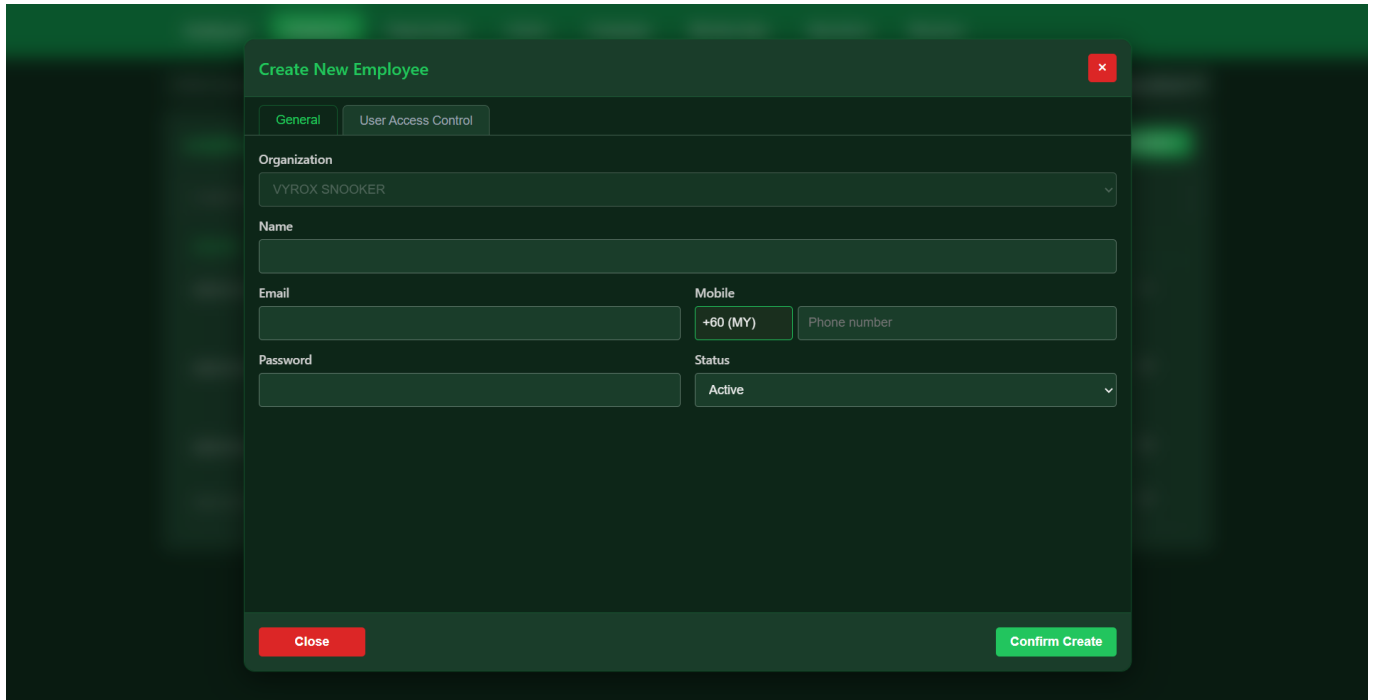 Create New Employee
×
General
User Access Control
Organization
VYROX SNOOKER
Name
Email
Mobile
+60 (MY)
Phone number
Password
Status
Active
Close
Confirm Create